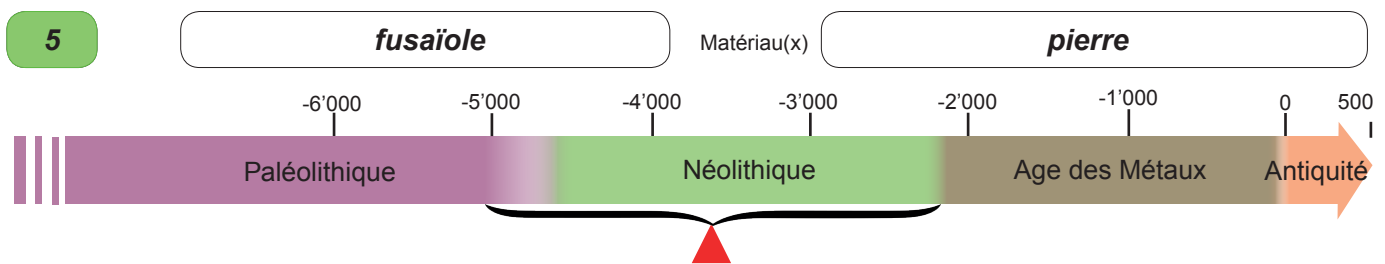 5 fusaïole Matériau(x) pierre
-6’000 -5’000 -4’000 -3’000 -2’000 -1’000 0 500
Paléolithique Néolithique Age des Métaux Antiquité